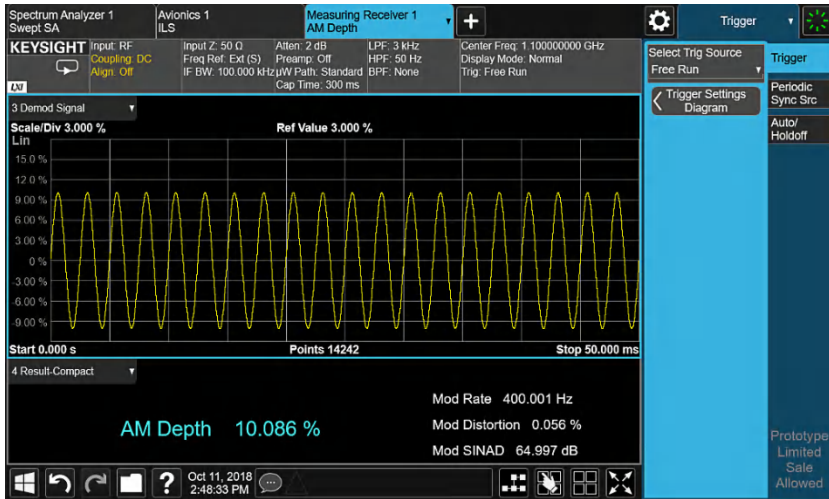 Spectrum Analyzer 1
Swept SA
Avionics 1
ILS
Measuring Receiver 1
AM Depth
Trigger
KEYSIGHT
LXI
Input: RF
Coupling: DC
Align: Off
Input Z: 50 Ω
Freq Ref: Ext (S)
IF BW: 100.000 kHz
Atten: 2 dB
Preamp: Off
µW Path: Standard
Cap Time: 300 ms
LPF: 3 kHz
HPF: 50 Hz
BPF: None
Center Freq: 1.100000000 GHz
Display Mode: Normal
Trig: Free Run
Select Trig Source
Free Run
Trigger Settings
Diagram
Trigger
Periodic
Sync Src
Auto/
Holdoff
3 Demod Signal
Scale/Div 3.000 %
Ref Value 3.000 %
Lin
15.0 %
12.0 %
9.00 %
6.00 %
3.00 %
0 %
-3.00 %
-6.00 %
-9.00 %
Start 0.000 s
Points 14242
Stop 50.000 ms
4 Result-Compact
AM Depth 10.086 %
Mod Rate 400.001 Hz
Mod Distortion 0.056 %
Mod SINAD 64.997 dB
Prototype
Limited
Sale
Allowed
Oct 11, 2018
2:48:33 PM